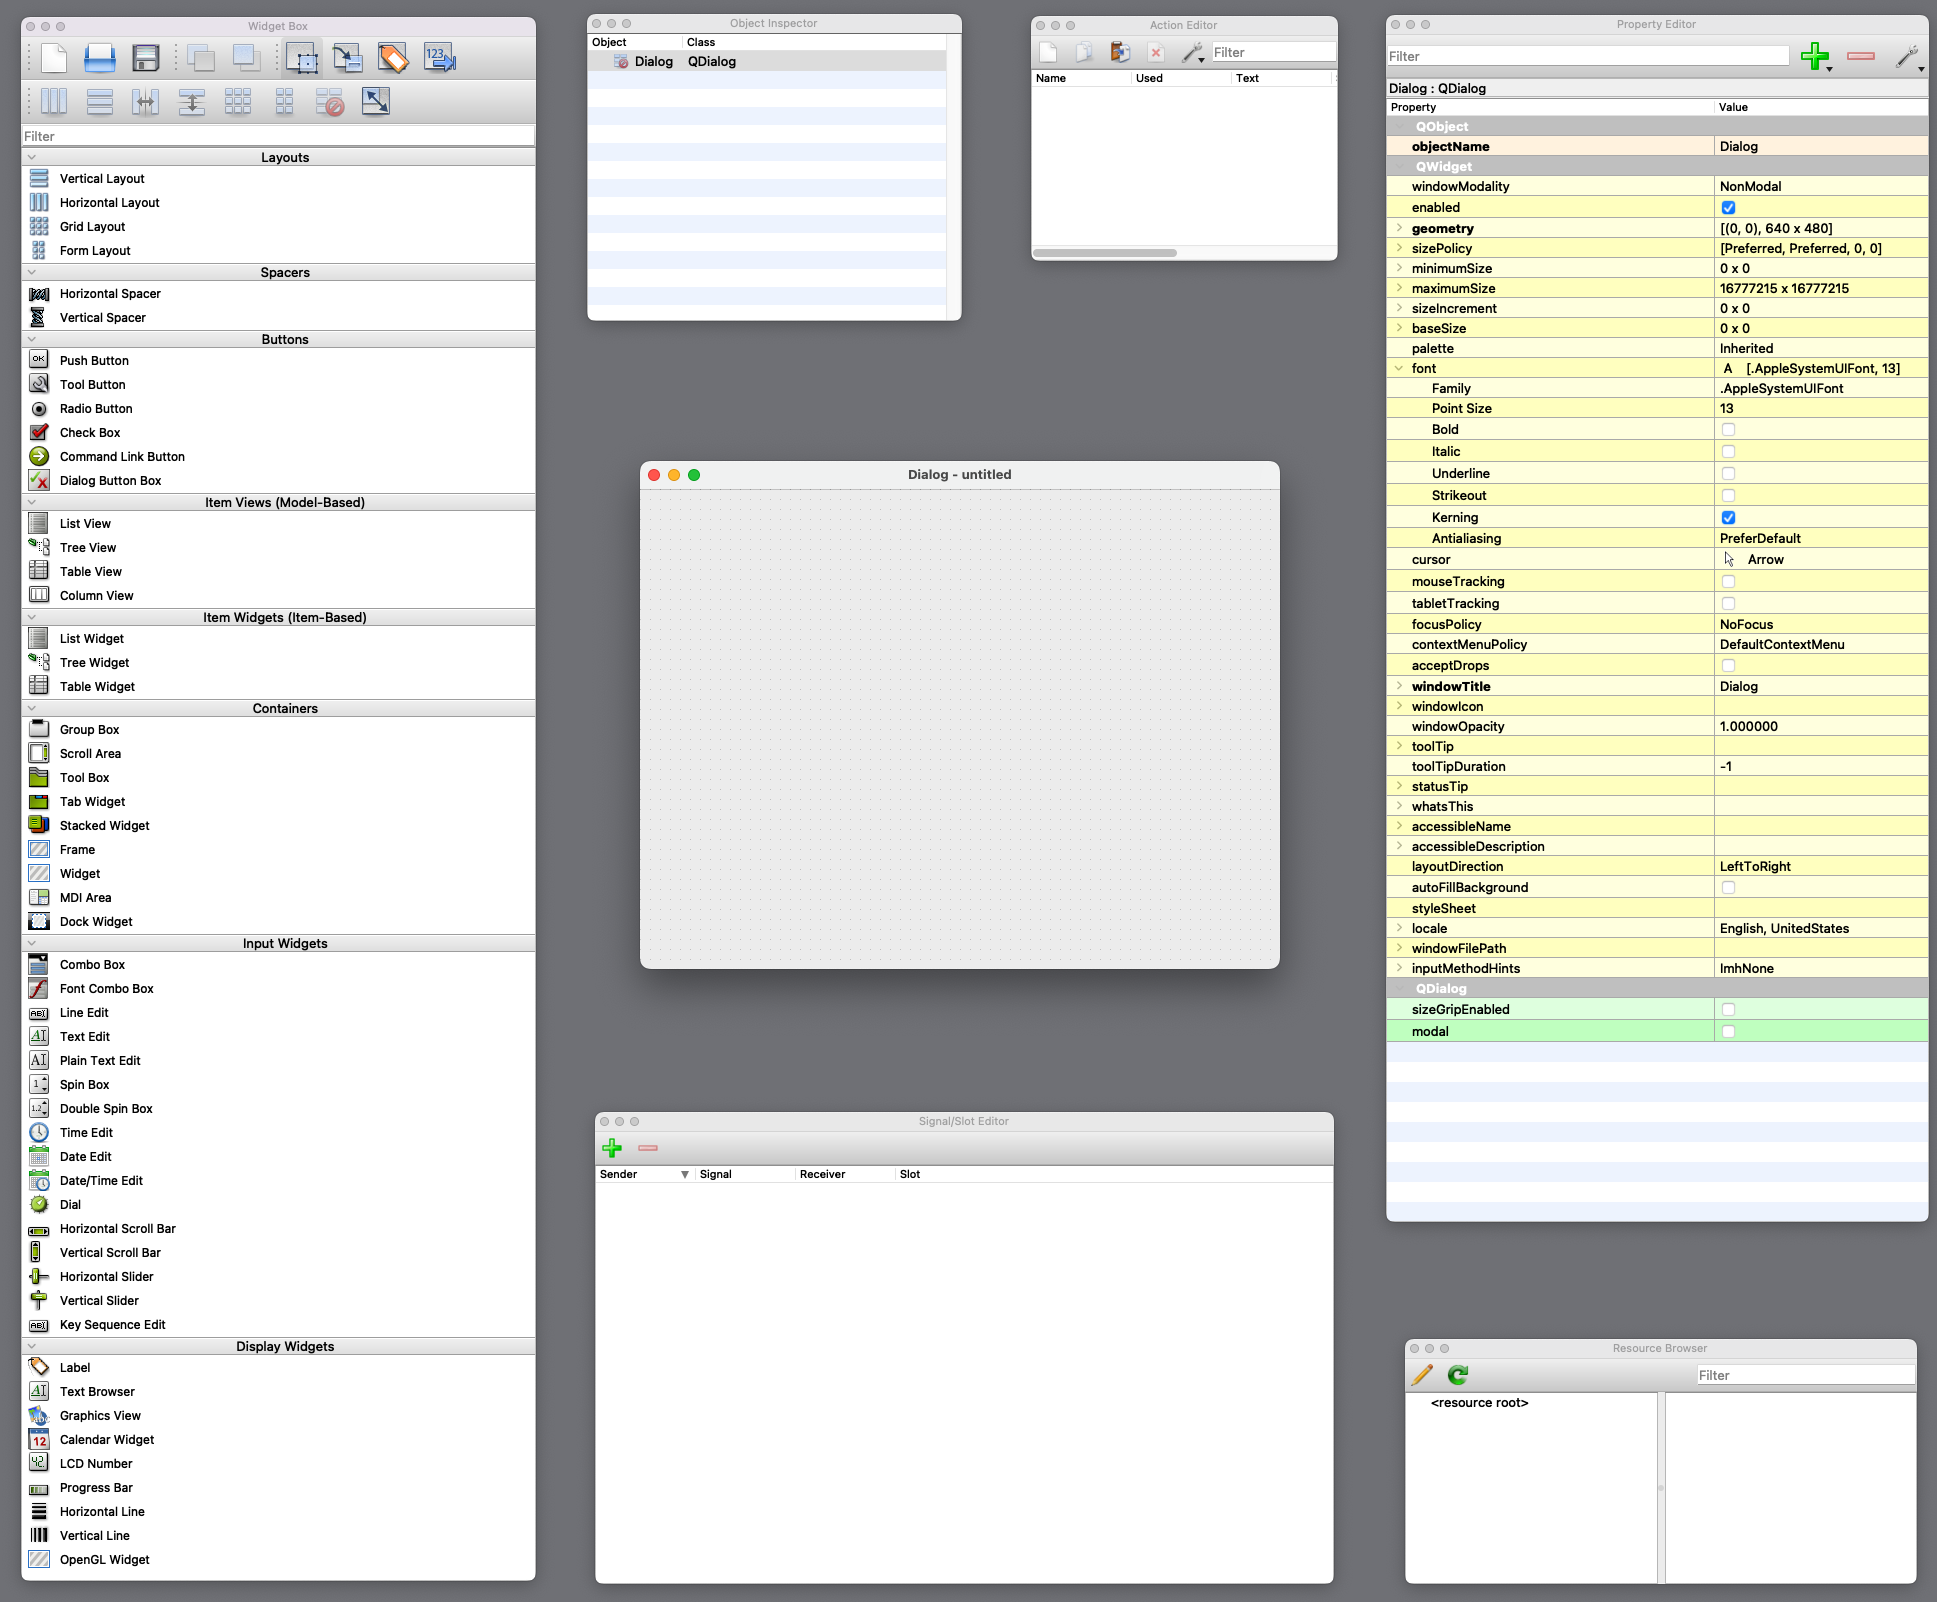 Widget Box
Filter
Layouts
Vertical Layout
Horizontal Layout
Grid Layout
Form Layout
Spacers
Horizontal Spacer
Vertical Spacer
Buttons
Push Button
Tool Button
Radio Button
Check Box
Command Link Button
Dialog Button Box
Item Views (Model-Based)
List View
Tree View
Table View
Column View
Item Widgets (Item-Based)
List Widget
Tree Widget
Table Widget
Containers
Group Box
Scroll Area
Tool Box
Tab Widget
Stacked Widget
Frame
Widget
MDI Area
Dock Widget
Input Widgets
Combo Box
Font Combo Box
Line Edit
Text Edit
Plain Text Edit
Spin Box
Double Spin Box
Time Edit
Date Edit
Date/Time Edit
Dial
Horizontal Scroll Bar
Vertical Scroll Bar
Horizontal Slider
Vertical Slider
Key Sequence Edit
Display Widgets
Label
Text Browser
Graphics View
Calendar Widget
LCD Number
Progress Bar
Horizontal Line
Vertical Line
OpenGL Widget
Object Inspector
Object Class
Dialog QDialog
Action Editor
Filter
Name Used Text
Dialog - untitled
Signal/Slot Editor
Sender Signal Receiver Slot
Property Editor
Filter
Dialog : QDialog
Property Value
QObject
objectName Dialog
QWidget
windowModality NonModal
enabled
geometry [(0, 0), 640 x 480]
sizePolicy [Preferred, Preferred, 0, 0]
minimumSize 0 x 0
maximumSize 16777215 x 16777215
sizeIncrement 0 x 0
baseSize 0 x 0
palette Inherited
font A [.AppleSystemUIFont, 13]
Family .AppleSystemUIFont
Point Size 13
Bold
Italic
Underline
Strikeout
Kerning
Antialiasing PreferDefault
cursor Arrow
mouseTracking
tabletTracking
focusPolicy NoFocus
contextMenuPolicy DefaultContextMenu
acceptDrops
windowTitle Dialog
windowIcon
windowOpacity 1.000000
toolTip
toolTipDuration -1
statusTip
whatsThis
accessibleName
accessibleDescription
layoutDirection LeftToRight
autoFillBackground
styleSheet
locale English, UnitedStates
windowFilePath
inputMethodHints ImhNone
QDialog
sizeGripEnabled
modal
Resource Browser
Filter
<resource root>